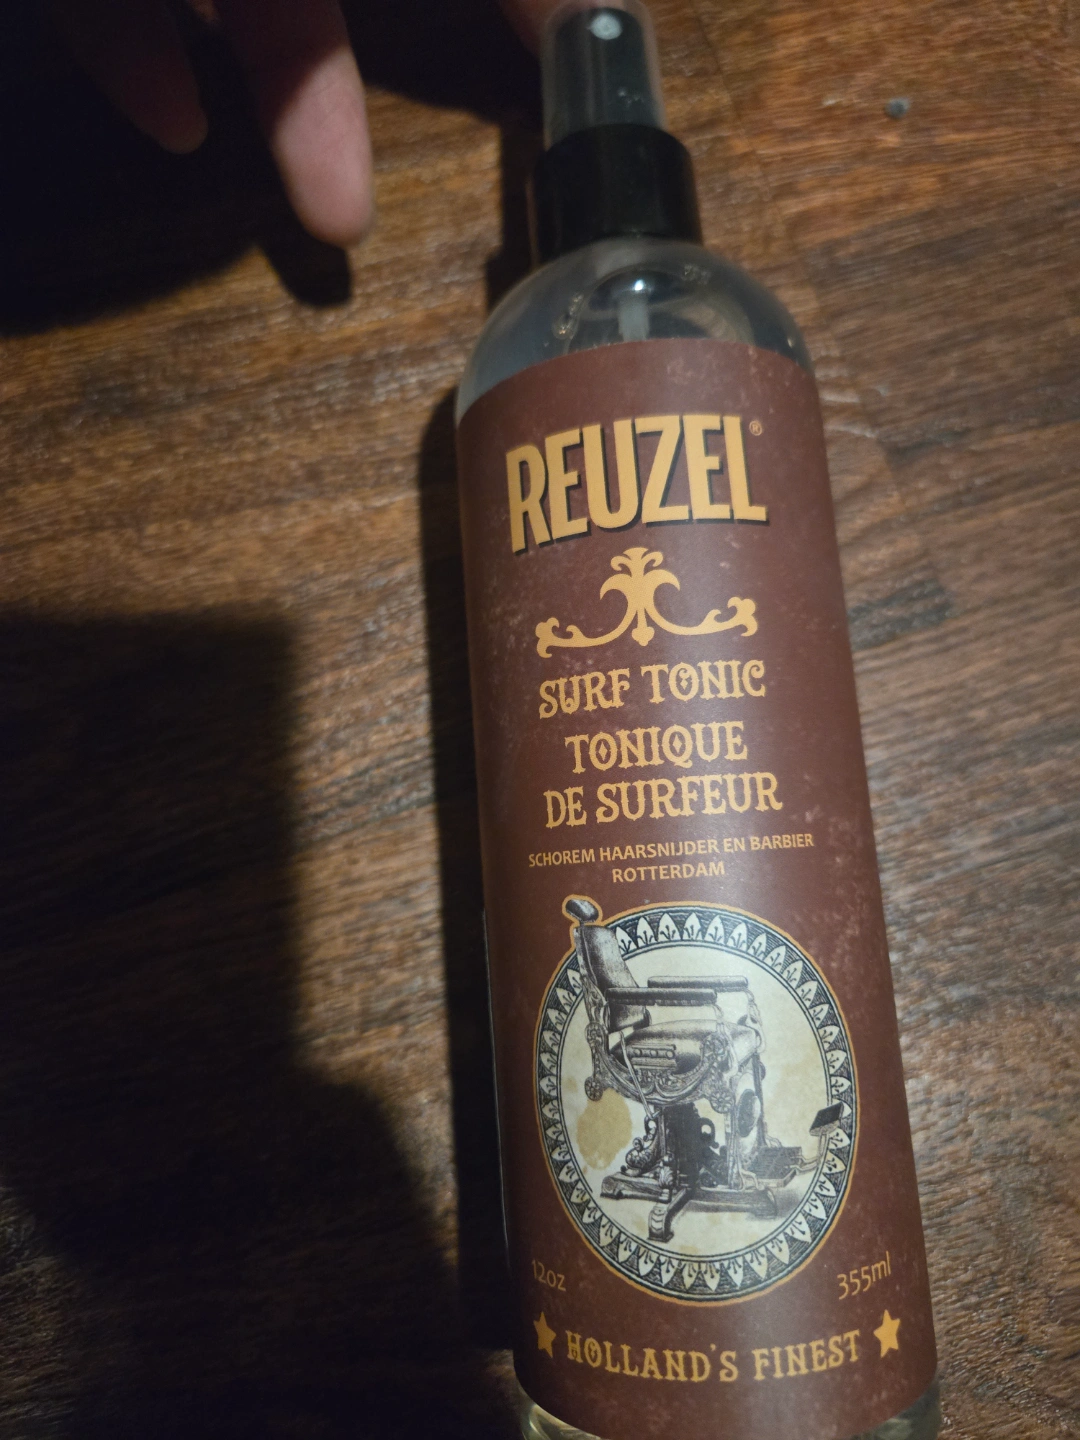 REUZEL®
SURF TONIC
TONIQUE
DE SURFEUR
SCHOREM HAARSNIJDER EN BARBIER
ROTTERDAM
12oz 355ml
HOLLAND'S FINEST